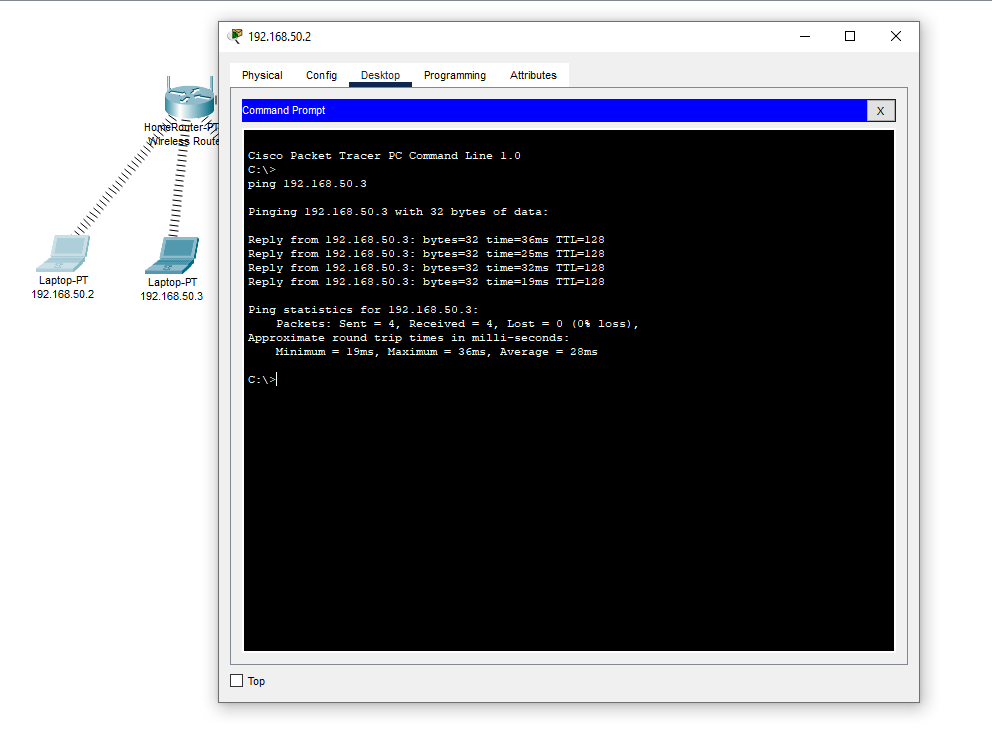 192.168.50.2
Physical Config Desktop Programming Attributes
Command Prompt X
Cisco Packet Tracer PC Command Line 1.0
C:\>
ping 192.168.50.3
Pinging 192.168.50.3 with 32 bytes of data:
Reply from 192.168.50.3: bytes=32 time=36ms TTL=128
Reply from 192.168.50.3: bytes=32 time=25ms TTL=128
Reply from 192.168.50.3: bytes=32 time=32ms TTL=128
Reply from 192.168.50.3: bytes=32 time=19ms TTL=128
Ping statistics for 192.168.50.3:
Packets: Sent = 4, Received = 4, Lost = 0 (0% loss),
Approximate round trip times in milli-seconds:
Minimum = 19ms, Maximum = 36ms, Average = 28ms
C:\>
Top
HomeRouter-PT
Wireless Route
Laptop-PT
192.168.50.2
Laptop-PT
192.168.50.3